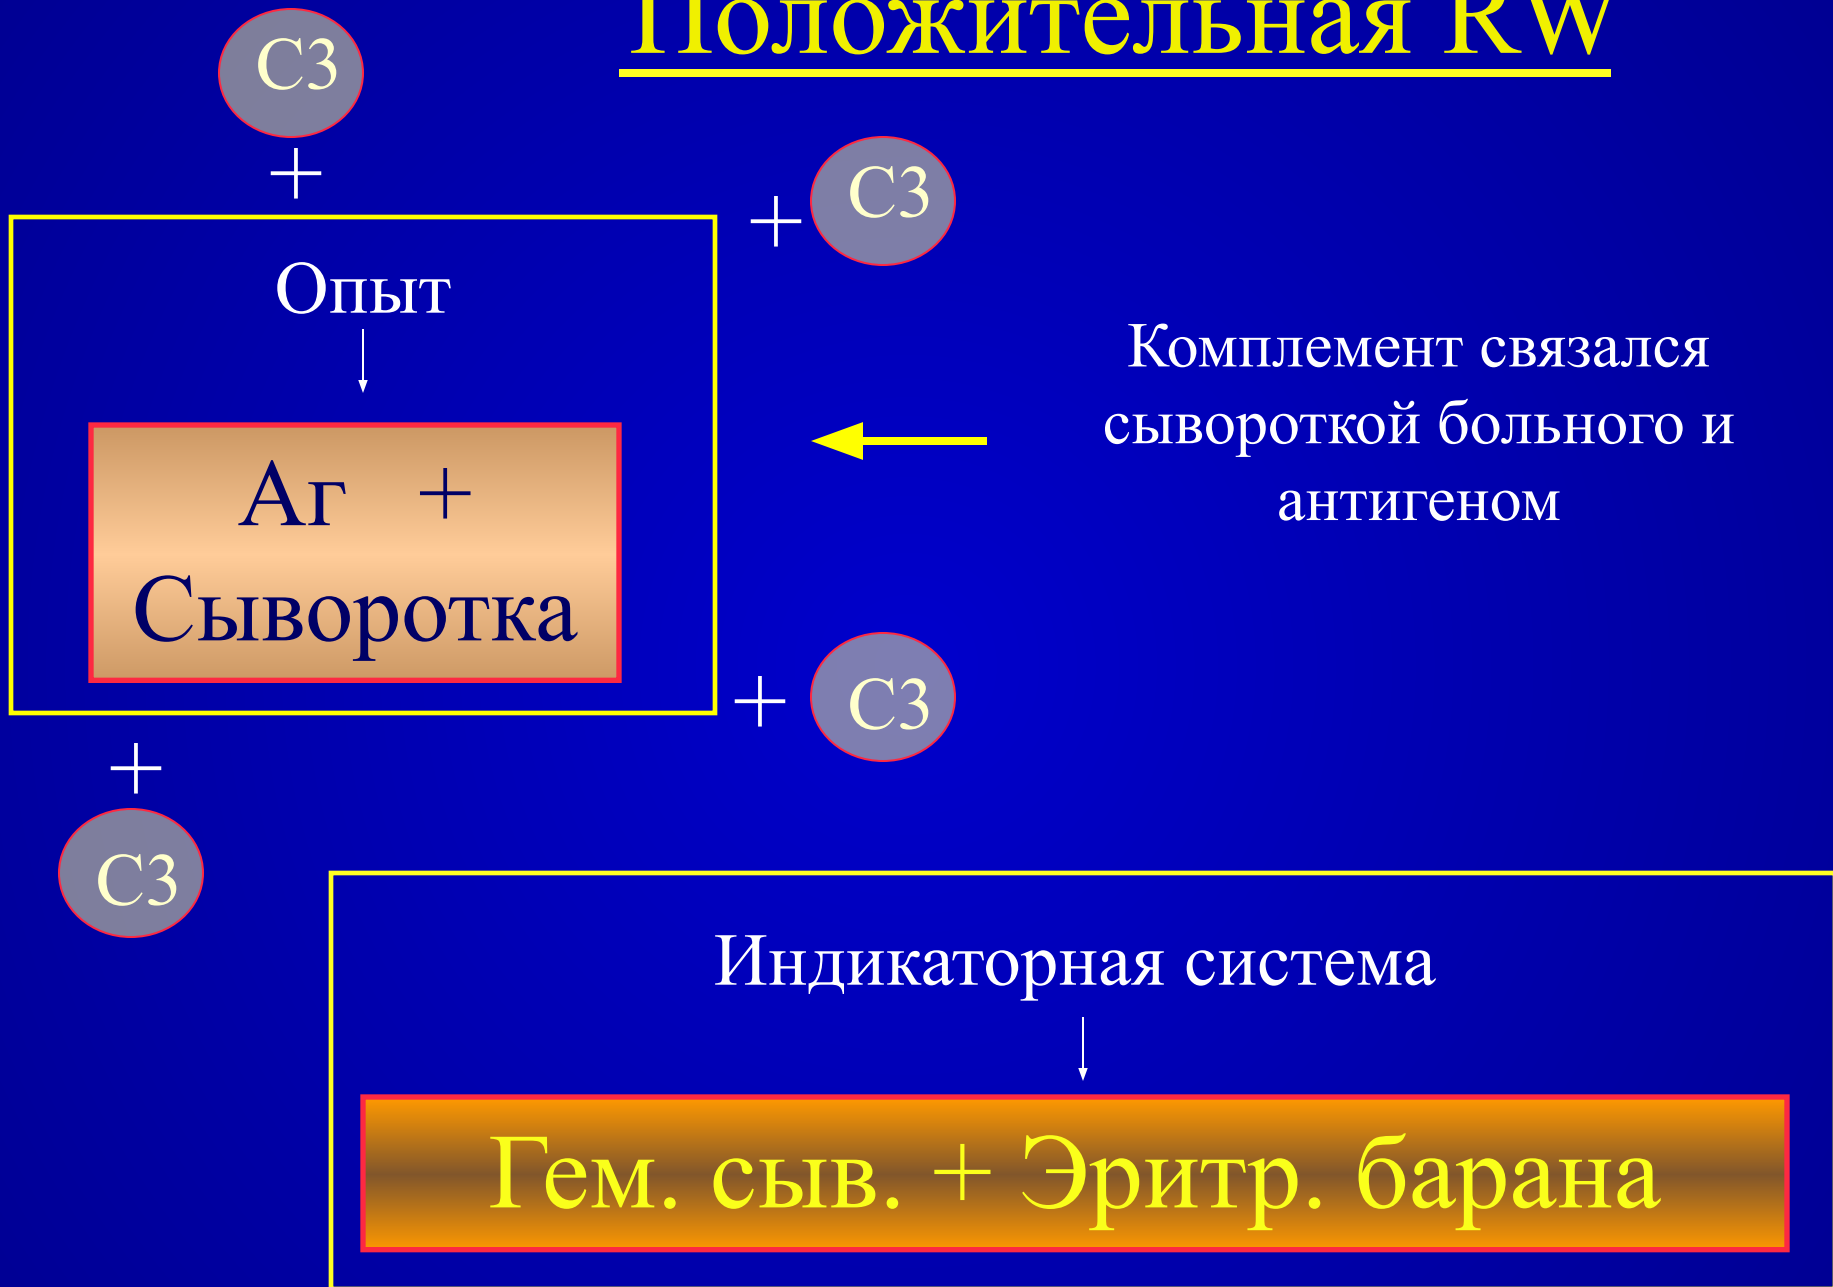 Положительная RW
С3
+
+ С3
Опыт
Комплемент связался
сывороткой больного и
антигеном
Аг +
Сыворотка
+ С3
+
С3
Индикаторная система
Гем. сыв. + Эритр. барана